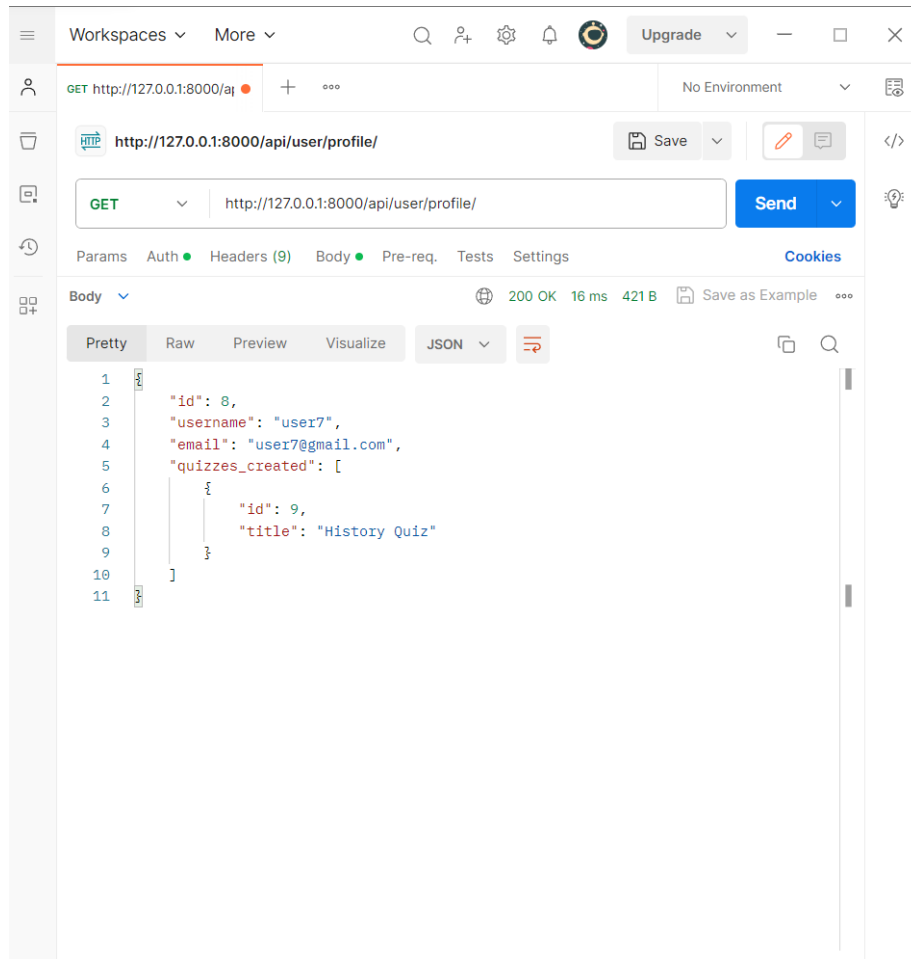 Workspaces More Upgrade
GET http://127.0.0.1:8000/ap No Environment
HTTP http://127.0.0.1:8000/api/user/profile/ Save
GET http://127.0.0.1:8000/api/user/profile/ Send
Params Auth Headers (9) Body Pre-req. Tests Settings Cookies
Body 200 OK 16 ms 421 B Save as Example
Pretty Raw Preview Visualize JSON
1 {
2 "id": 8,
3 "username": "user7",
4 "email": "user7@gmail.com",
5 "quizzes_created": [
6 {
7 "id": 9,
8 "title": "History Quiz"
9 }
10 ]
11 }